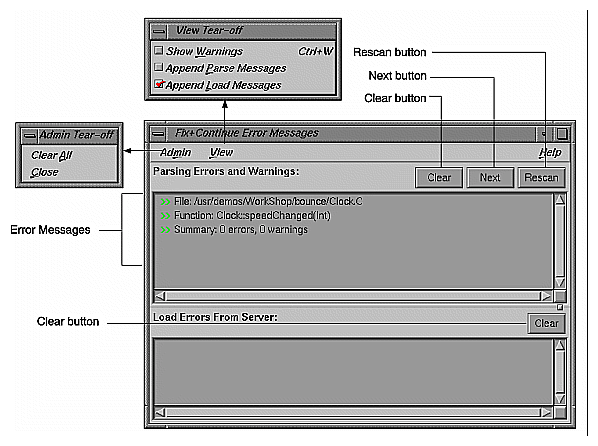 View Tear-off
Show Warnings Ctrl+W
Append Parse Messages
Append Load Messages
Rescan button
Next button
Clear button
Admin Tear-off
Clear All
Close
Fix+Continue Error Messages
Admin View Help
Parsing Errors and Warnings:
Clear Next Rescan
File: /usr/demos/WorkShop/bounce/Clock.C
Function: Clock::speedChanged(int)
Summary: 0 errors, 0 warnings
Error Messages
Load Errors From Server:
Clear
Clear button